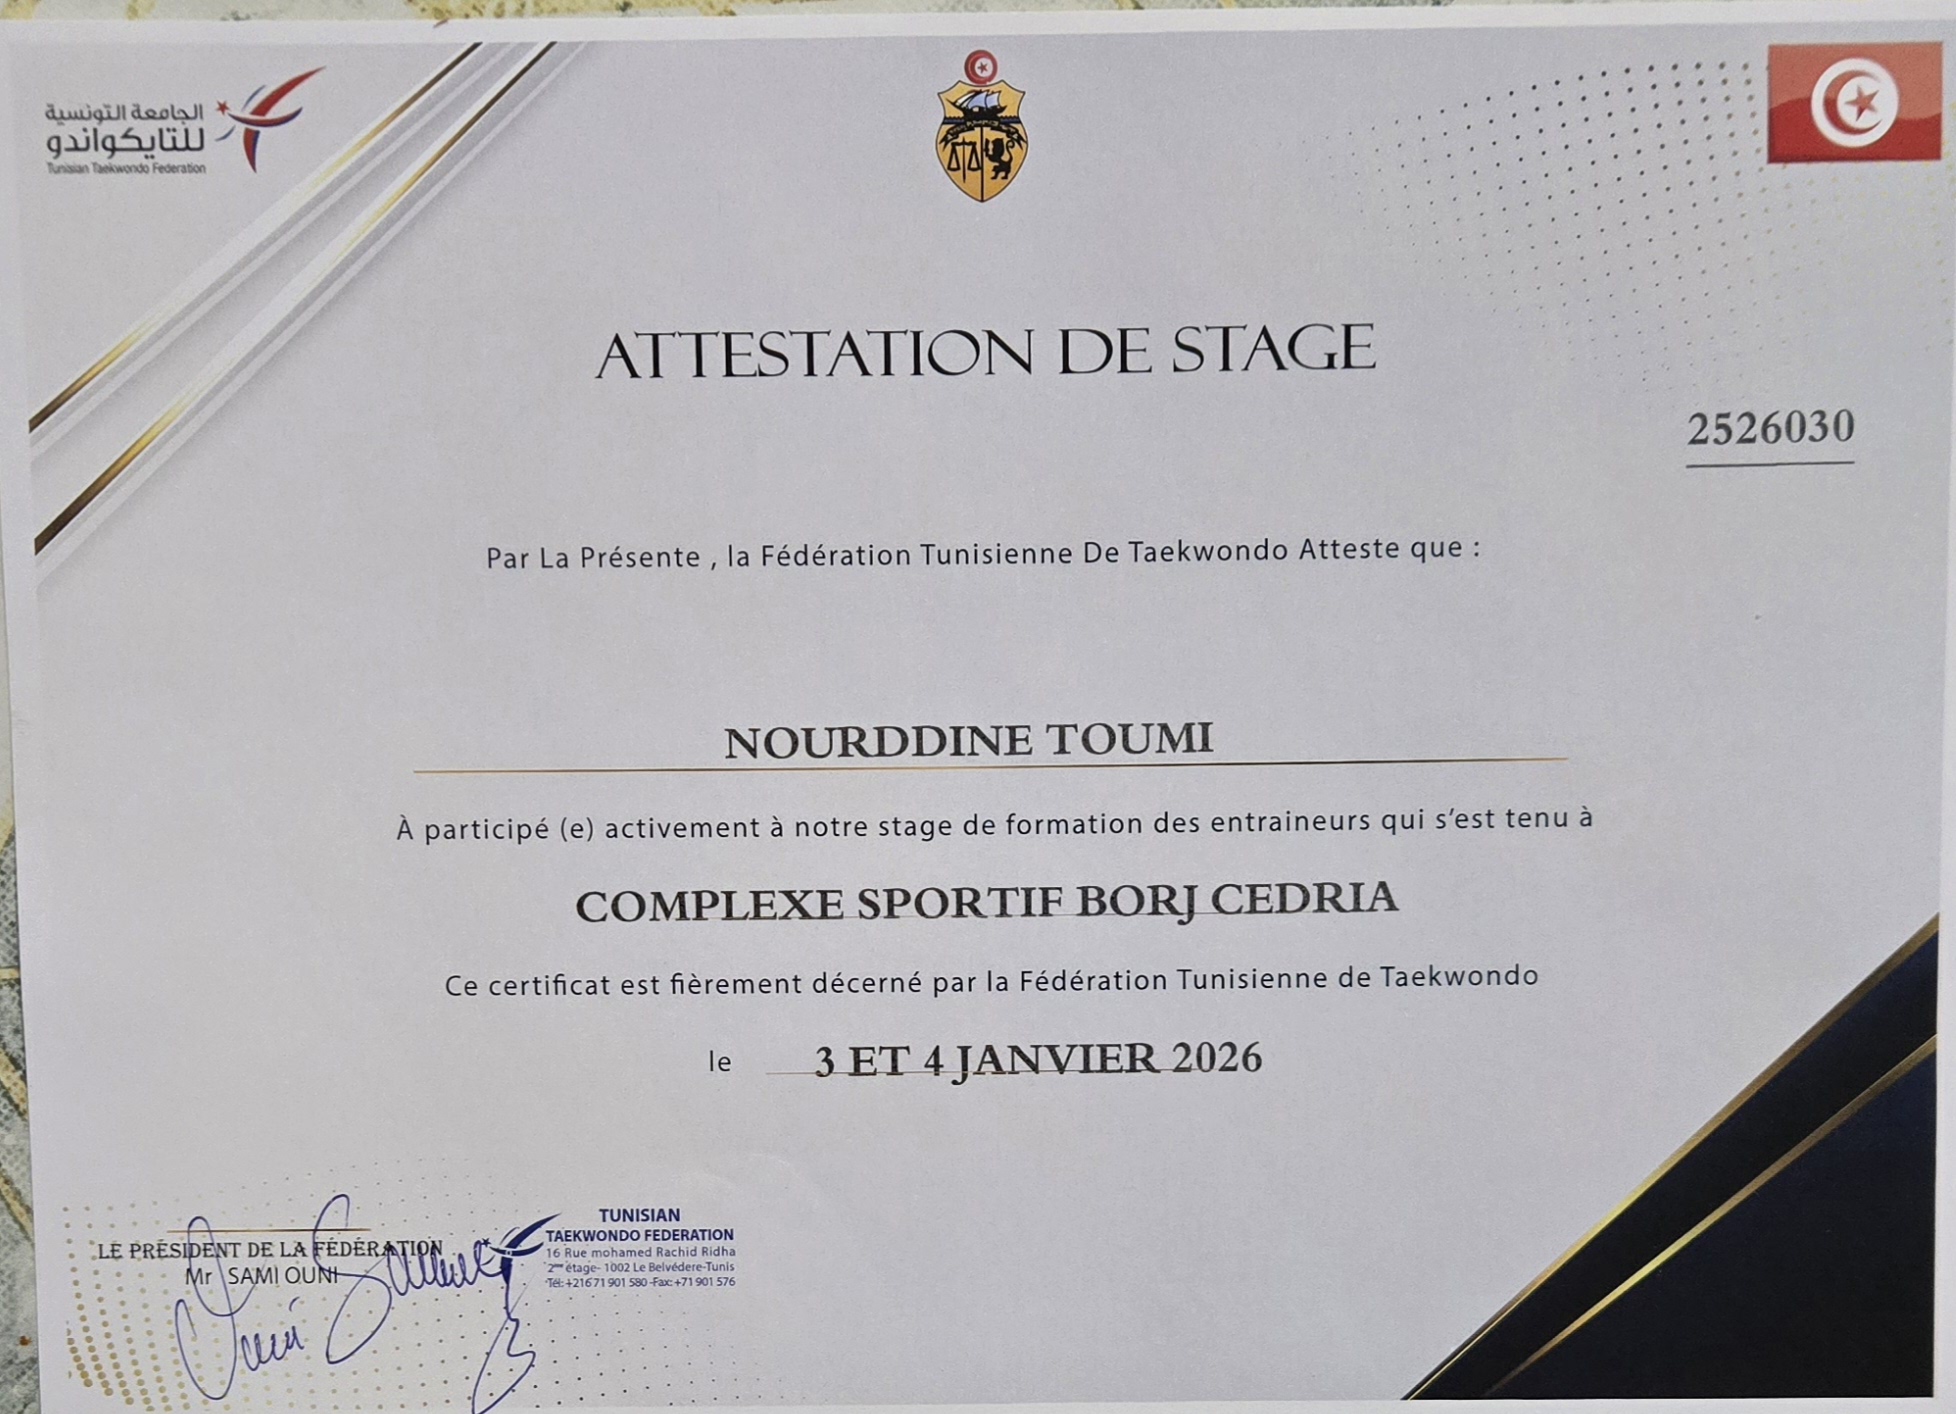 الجامعة التونسية
للتايكواندو
Tunisian Taekwondo Federation
ATTESTATION DE STAGE
2526030
Par La Présente , la Fédération Tunisienne De Taekwondo Atteste que :
NOURDDINE TOUMI
À participé (e) activement à notre stage de formation des entraineurs qui s’est tenu à
COMPLEXE SPORTIF BORJ CEDRIA
Ce certificat est fièrement décerné par la Fédération Tunisienne de Taekwondo
le 3 ET 4 JANVIER 2026
LE PRÉSIDENT DE LA FÉDÉRATION
Mr SAMI OUNI
TUNISIAN
TAEKWONDO FEDERATION
16 Rue mohamed Rachid Ridha
2ème étage- 1002 Le Belvédere-Tunis
Tél: +216 71 901 580 -Fax: +71 901 576